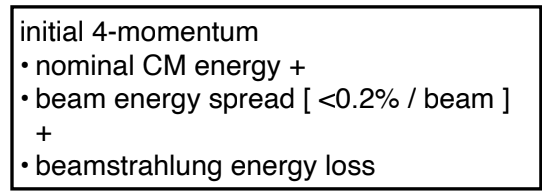 initial 4-momentum
• nominal CM energy +
• beam energy spread [ <0.2% / beam ]
+
• beamstrahlung energy loss